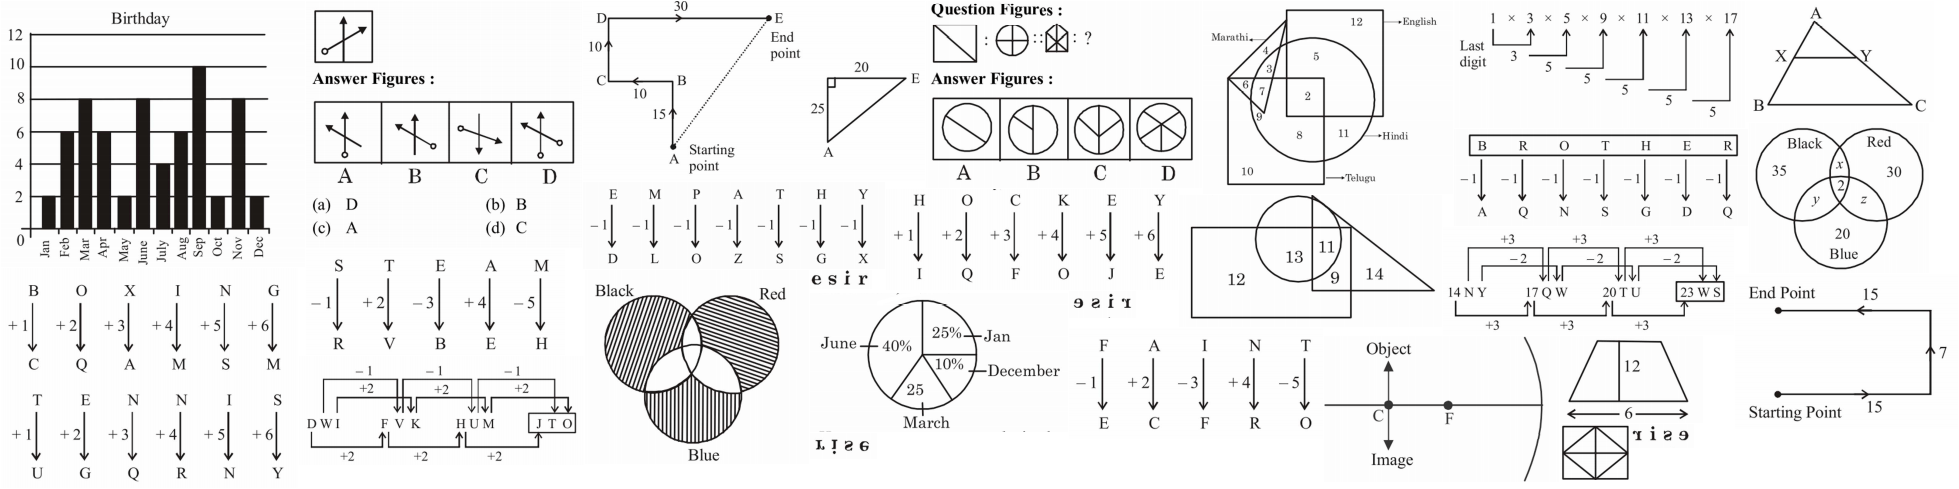 Birthday
12
10
8
6
4
2
0
Jan Feb Mar Apr May June July Aug Sep Oct Nov Dec
B O X I N G
+1 +2 +3 +4 +5 +6
C Q A M S M
T E N N I S
+1 +2 +3 +4 +5 +6
U G Q R N Y
Answer Figures :
A B C D
(a) D (b) B
(c) A (d) C
S T E A M
−1 +2 −3 +4 −5
R V B E H
−1 −1 −1
+2 +2 +2
DWI FVK HUM JTO
+2 +2 +2
D 30 E
End
point
10
C B
10
15
A Starting
point
20
E
25
A
E M P A T H Y
−1 −1 −1 −1 −1 −1 −1
D L O Z S G X
Black Red
Blue
June 40% 25% Jan
10% December
25
March
Question Figures :
: :: : ?
Answer Figures :
A B C D
H O C K E Y
+1 +2 +3 +4 +5 +6
I Q F O J E
F A I N T
−1 +2 −3 +4 −5
E C F R O
12 English
Marathi
4 5
3
6 7 2
9
8 11 Hindi
10
Telugu
13 11
12 9 14
Object
C F
Image
1 × 3 × 5 × 9 × 11 × 13 × 17
Last
digit
3 5 5 5 5 5
B R O T H E R
−1 −1 −1 −1 −1 −1 −1
A Q N S G D Q
+3 +3 +3
−2 −2 −2
14 N Y 17 Q W 20 T U 23 W S
+3 +3 +3
12
6
A
X Y
B C
Black Red
35 x 30
2
y z
20
Blue
End Point 15
7
Starting Point 15